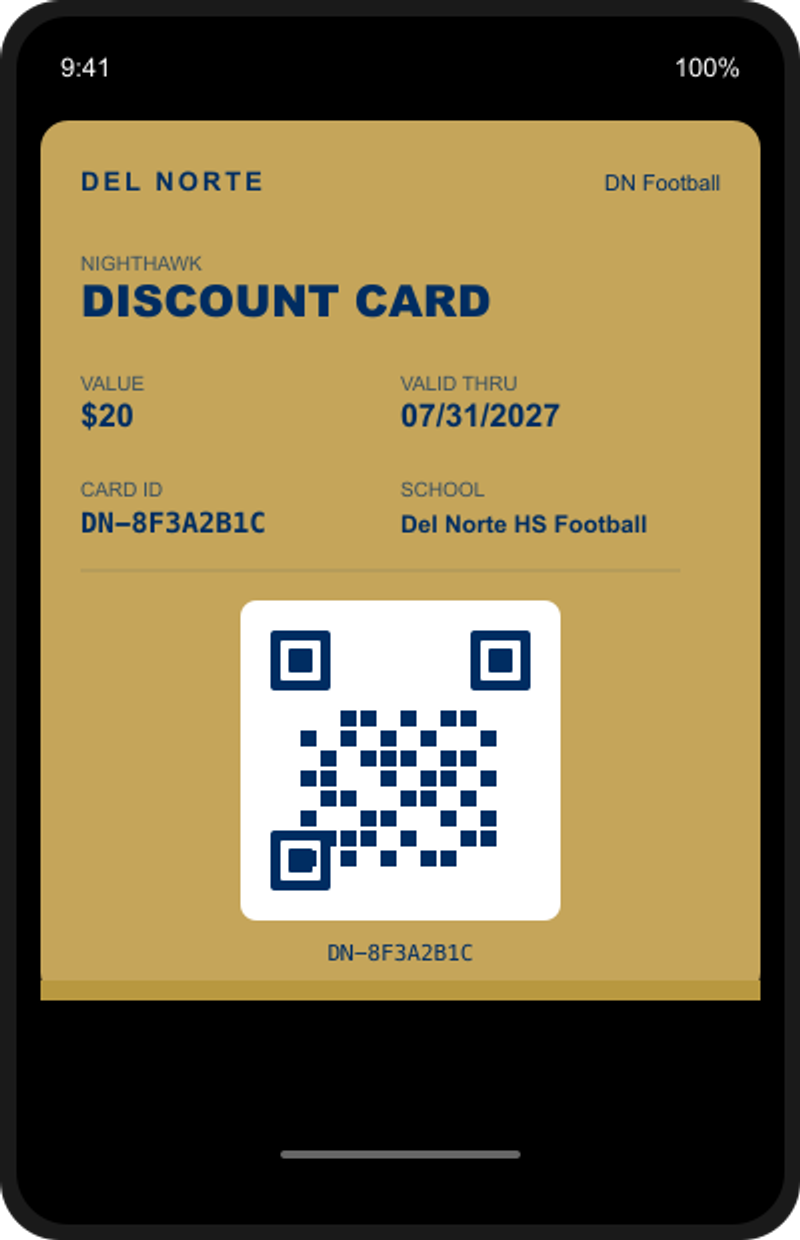 9:41 100%
DEL NORTE DN Football
NIGHTHAWK
DISCOUNT CARD
VALUE VALID THRU
$20 07/31/2027
CARD ID SCHOOL
DN–8F3A2B1C Del Norte HS Football
DN–8F3A2B1C